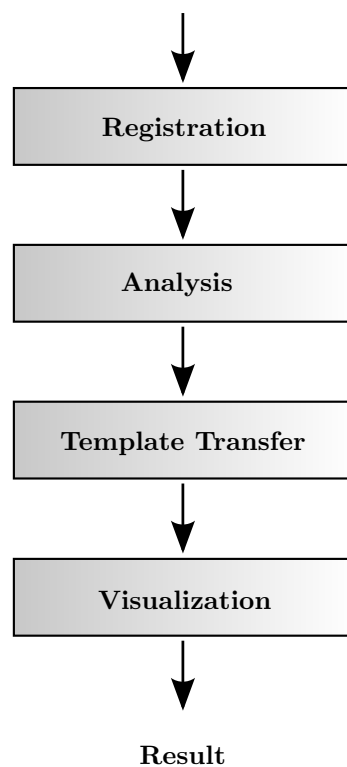 Registration
Analysis
Template Transfer
Visualization
Result